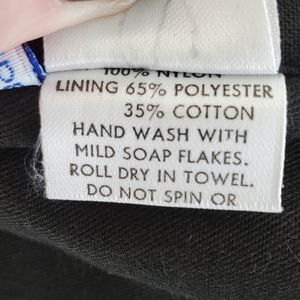 100% NYLON
LINING 65% POLYESTER
35% COTTON
HAND WASH WITH
MILD SOAP FLAKES.
ROLL DRY IN TOWEL.
DO NOT SPIN OR